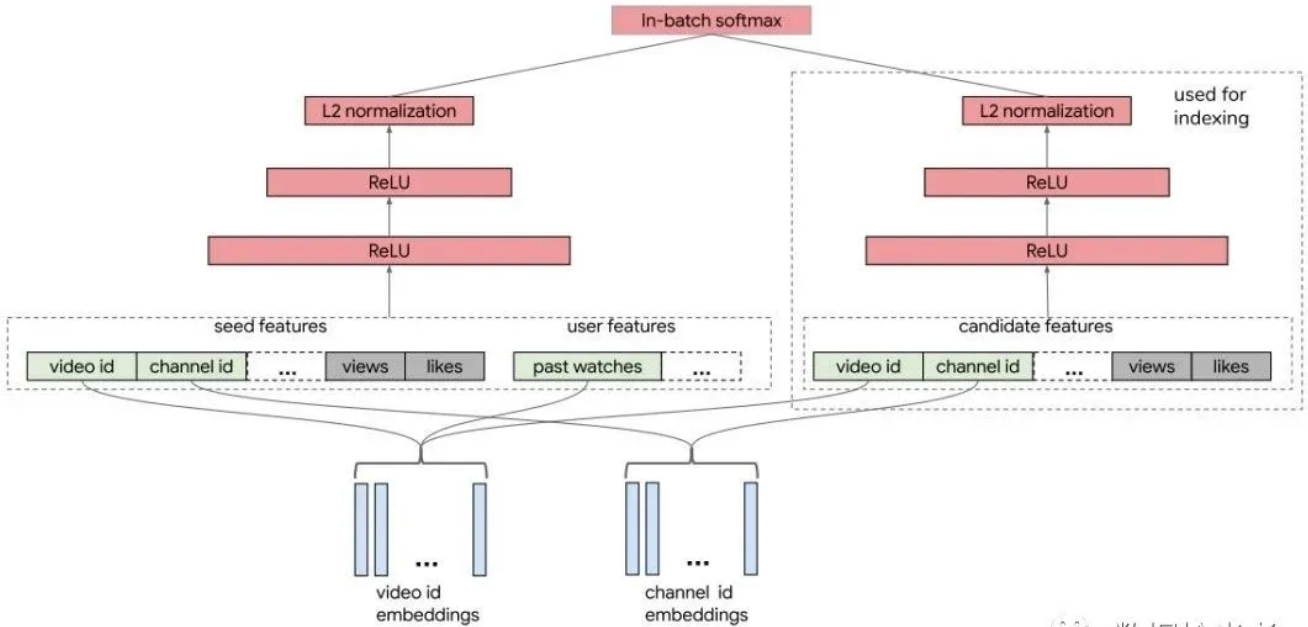 In-batch softmax
L2 normalization
L2 normalization
used for
indexing
ReLU
ReLU
ReLU
ReLU
seed features
user features
candidate features
video id
channel id
...
views
likes
past watches
...
video id
channel id
...
views
likes
...
...
video id
embeddings
channel id
embeddings